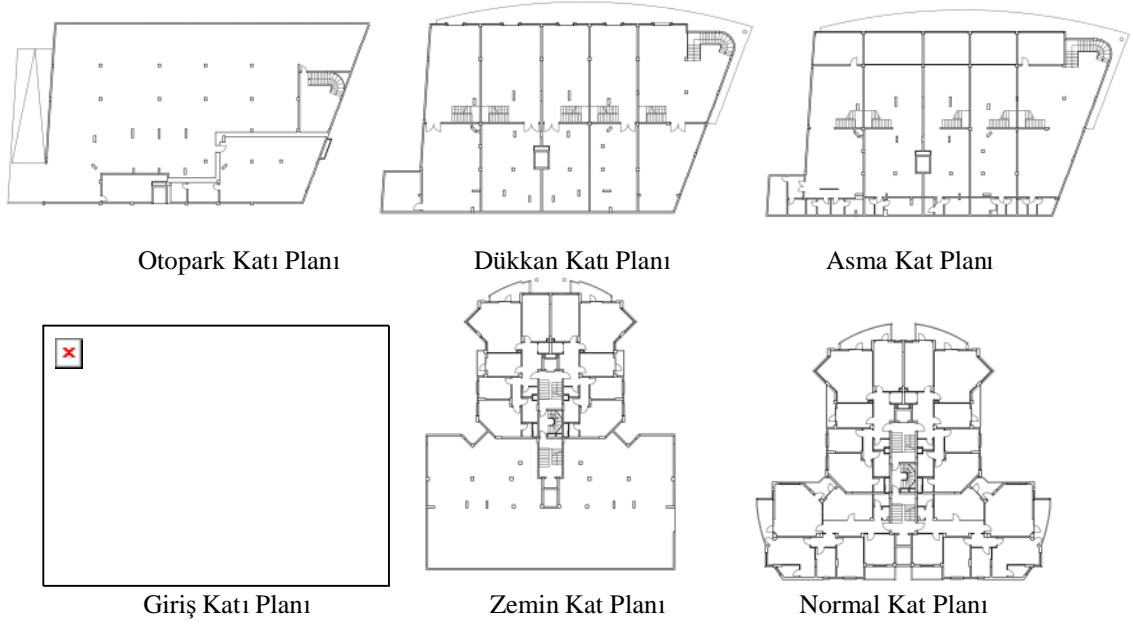 Otopark Katı Planı
Dükkan Katı Planı
Asma Kat Planı
Giriş Katı Planı
Zemin Kat Planı
Normal Kat Planı